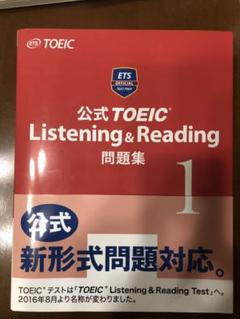 ETS TOEIC
ETS
OFFICIAL
TEST PREP
公式 TOEIC®
Listening & Reading
問題集
1
公式
新形式問題対応。
TOEIC®テストは「TOEIC® Listening & Reading Test」へ。
2016年8月より名称が変わりました。